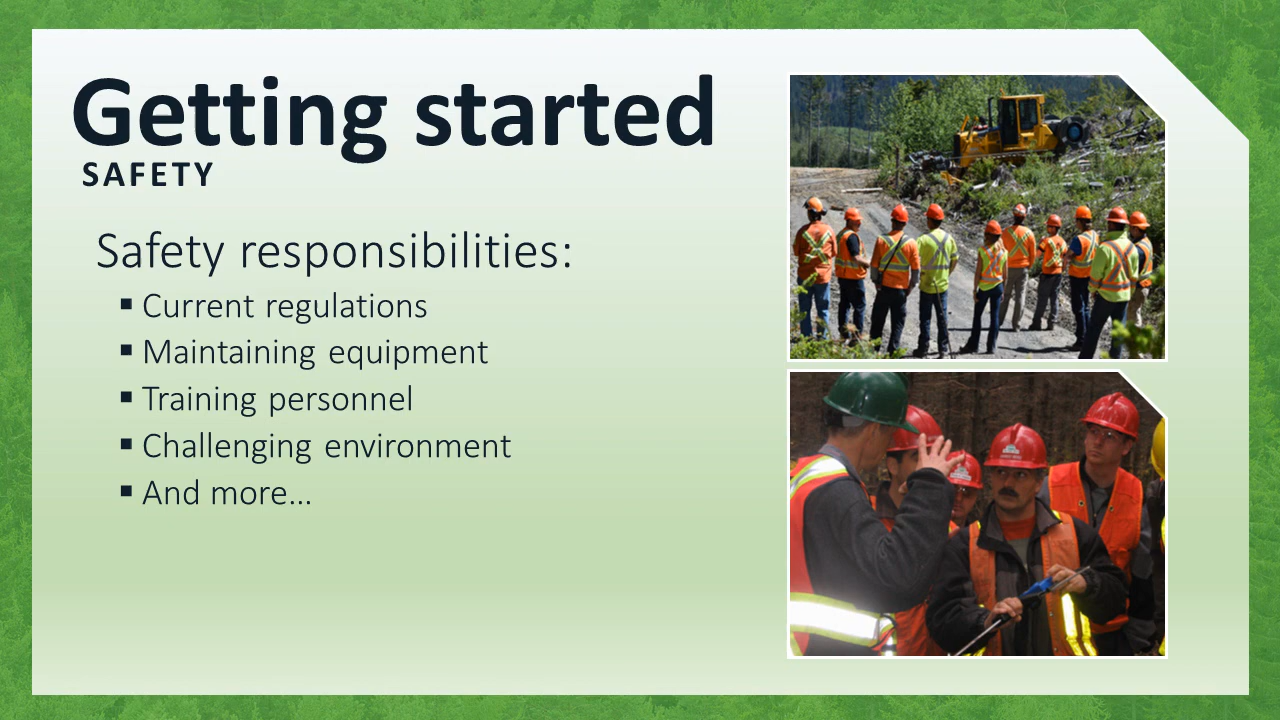 Getting started
SAFETY
Safety responsibilities:
▪ Current regulations
▪ Maintaining equipment
▪ Training personnel
▪ Challenging environment
▪ And more...